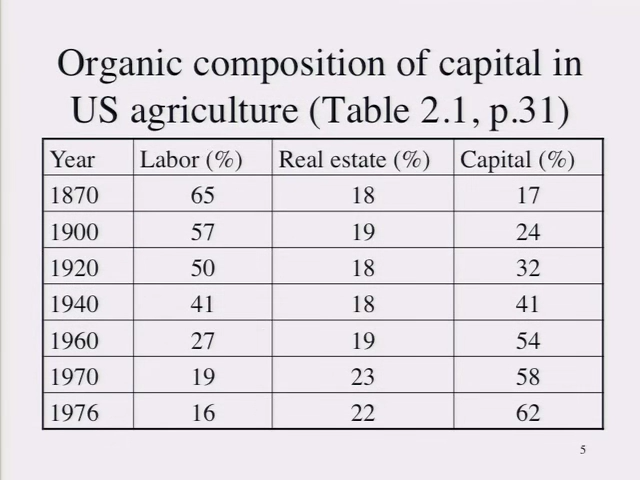 Organic composition of capital in
US agriculture (Table 2.1, p.31)
Year Labor (%) Real estate (%) Capital (%)
1870 65 18 17
1900 57 19 24
1920 50 18 32
1940 41 18 41
1960 27 19 54
1970 19 23 58
1976 16 22 62
5